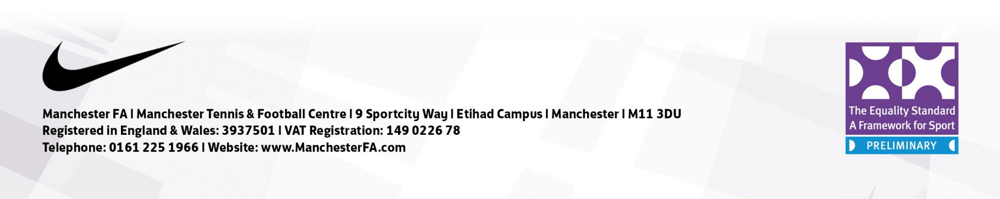 Manchester FA | Manchester Tennis & Football Centre | 9 Sportcity Way | Etihad Campus | Manchester | M11 3DU
Registered in England & Wales: 3937501 | VAT Registration: 149 0226 78
Telephone: 0161 225 1966 | Website: www.ManchesterFA.com
The Equality Standard
A Framework for Sport
PRELIMINARY